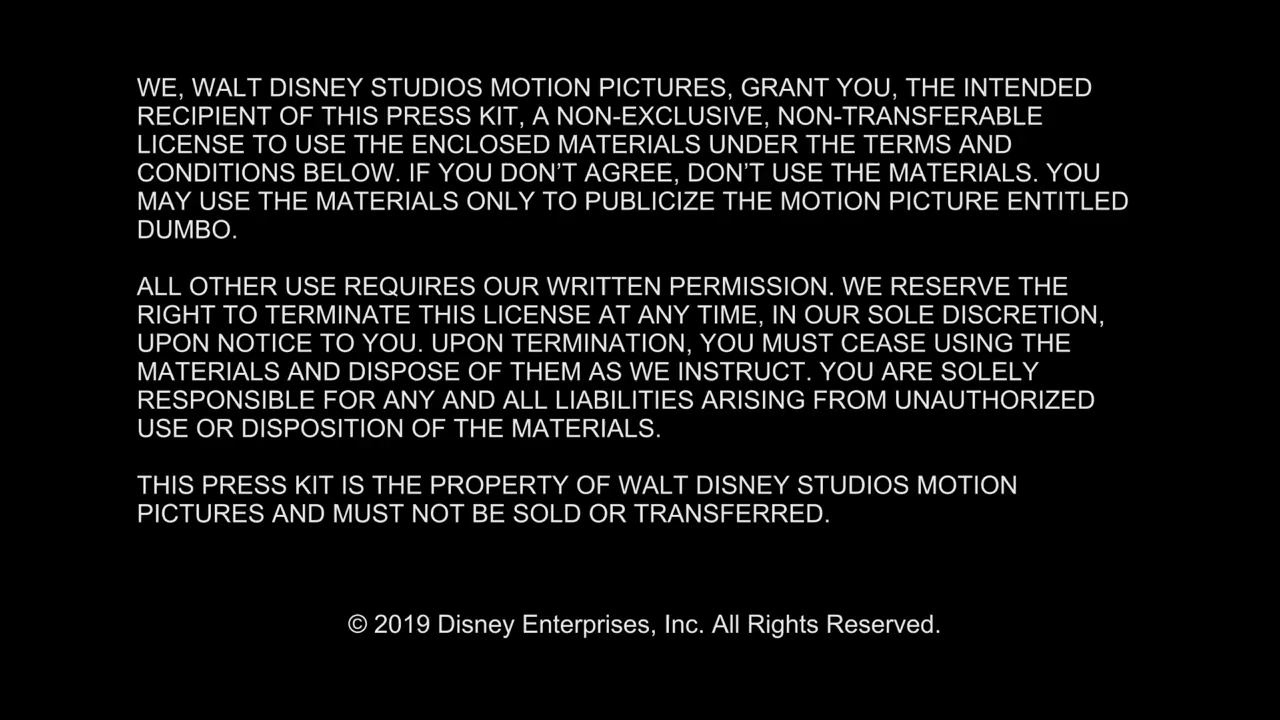 WE, WALT DISNEY STUDIOS MOTION PICTURES, GRANT YOU, THE INTENDED
RECIPIENT OF THIS PRESS KIT, A NON-EXCLUSIVE, NON-TRANSFERABLE
LICENSE TO USE THE ENCLOSED MATERIALS UNDER THE TERMS AND
CONDITIONS BELOW. IF YOU DON’T AGREE, DON’T USE THE MATERIALS. YOU
MAY USE THE MATERIALS ONLY TO PUBLICIZE THE MOTION PICTURE ENTITLED
DUMBO.
ALL OTHER USE REQUIRES OUR WRITTEN PERMISSION. WE RESERVE THE
RIGHT TO TERMINATE THIS LICENSE AT ANY TIME, IN OUR SOLE DISCRETION,
UPON NOTICE TO YOU. UPON TERMINATION, YOU MUST CEASE USING THE
MATERIALS AND DISPOSE OF THEM AS WE INSTRUCT. YOU ARE SOLELY
RESPONSIBLE FOR ANY AND ALL LIABILITIES ARISING FROM UNAUTHORIZED
USE OR DISPOSITION OF THE MATERIALS.
THIS PRESS KIT IS THE PROPERTY OF WALT DISNEY STUDIOS MOTION
PICTURES AND MUST NOT BE SOLD OR TRANSFERRED.
© 2019 Disney Enterprises, Inc. All Rights Reserved.